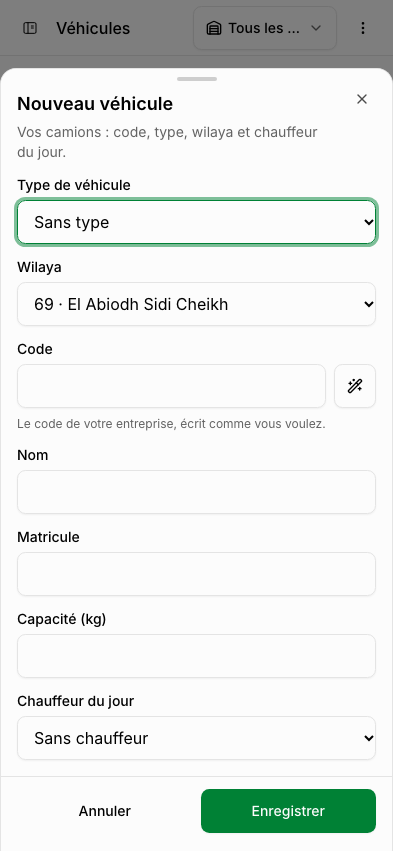 Véhicules
Tous les ...
Nouveau véhicule
Vos camions : code, type, wilaya et chauffeur
du jour.
Type de véhicule
Sans type
Wilaya
69 · El Abiodh Sidi Cheikh
Code
Le code de votre entreprise, écrit comme vous voulez.
Nom
Matricule
Capacité (kg)
Chauffeur du jour
Sans chauffeur
Annuler
Enregistrer